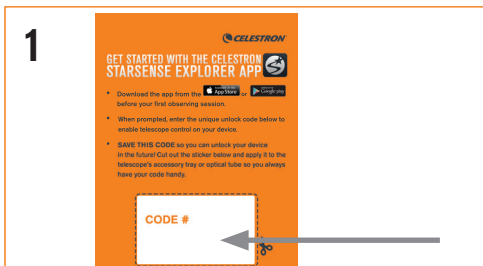 1
CELESTRON
GET STARTED WITH THE CELESTRON
STARSENSE EXPLORER APP
• Download the app from the App Store or Google play
before your first observing session.
• When prompted, enter the unique unlock code below to
enable telescope control on your device.
• SAVE THIS CODE so you can unlock your device
in the future! Cut out the sticker below and apply it to the
telescope's accessory tray or optical tube so you always
have your code handy.
CODE #